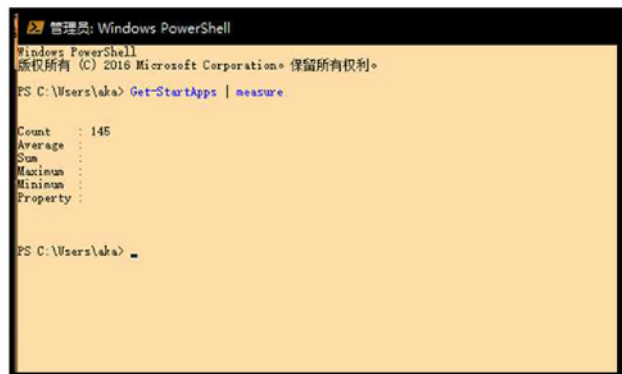 管理员: Windows PowerShell
Windows PowerShell
版权所有 (C) 2016 Microsoft Corporation。保留所有权利。
PS C:\Users\aka> Get-StartApps | measure
Count    : 145
Average  :
Sum      :
Maximum  :
Minimum  :
Property :
PS C:\Users\aka>